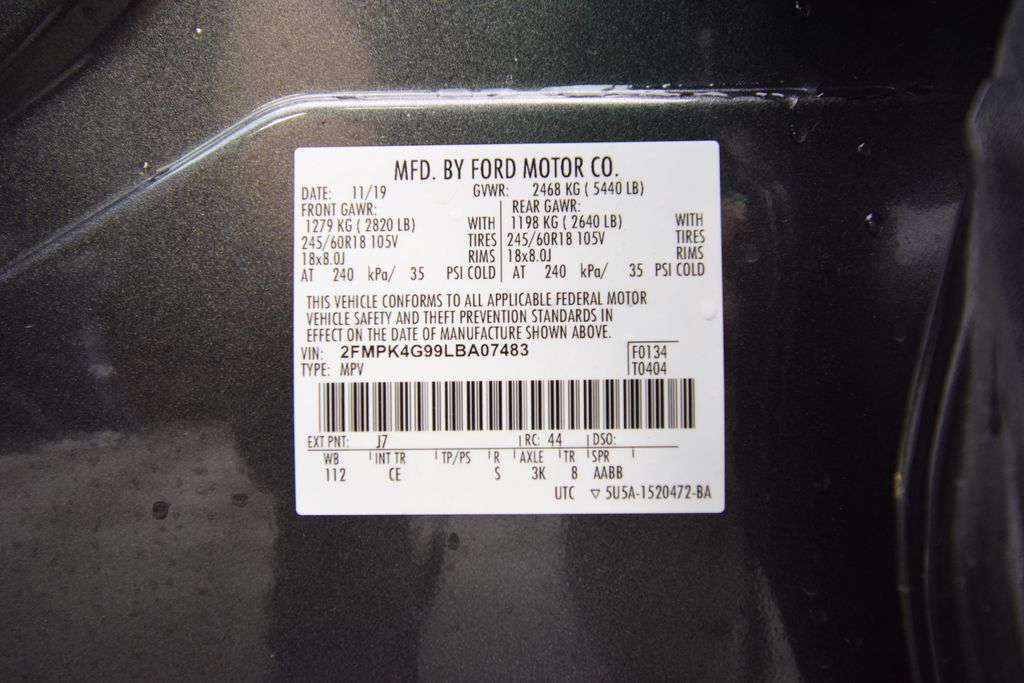 MFD. BY FORD MOTOR CO.
DATE: 11/19 GVWR: 2468 KG ( 5440 LB)
FRONT GAWR: REAR GAWR:
1279 KG ( 2820 LB) WITH 1198 KG ( 2640 LB) WITH
245/60R18 105V TIRES 245/60R18 105V TIRES
18x8.0J RIMS 18x8.0J RIMS
AT 240 kPa/ 35 PSI COLD AT 240 kPa/ 35 PSI COLD
THIS VEHICLE CONFORMS TO ALL APPLICABLE FEDERAL MOTOR
VEHICLE SAFETY AND THEFT PREVENTION STANDARDS IN
EFFECT ON THE DATE OF MANUFACTURE SHOWN ABOVE.
VIN: 2FMPK4G99LBA07483 F0134
TYPE: MPV T0404
EXT PNT: J7 RC: 44 DSO:
WB INT TR TP/PS R AXLE TR SPR
112 CE S 3K 8 AABB
UTC ▽ 5U5A-1520472-BA